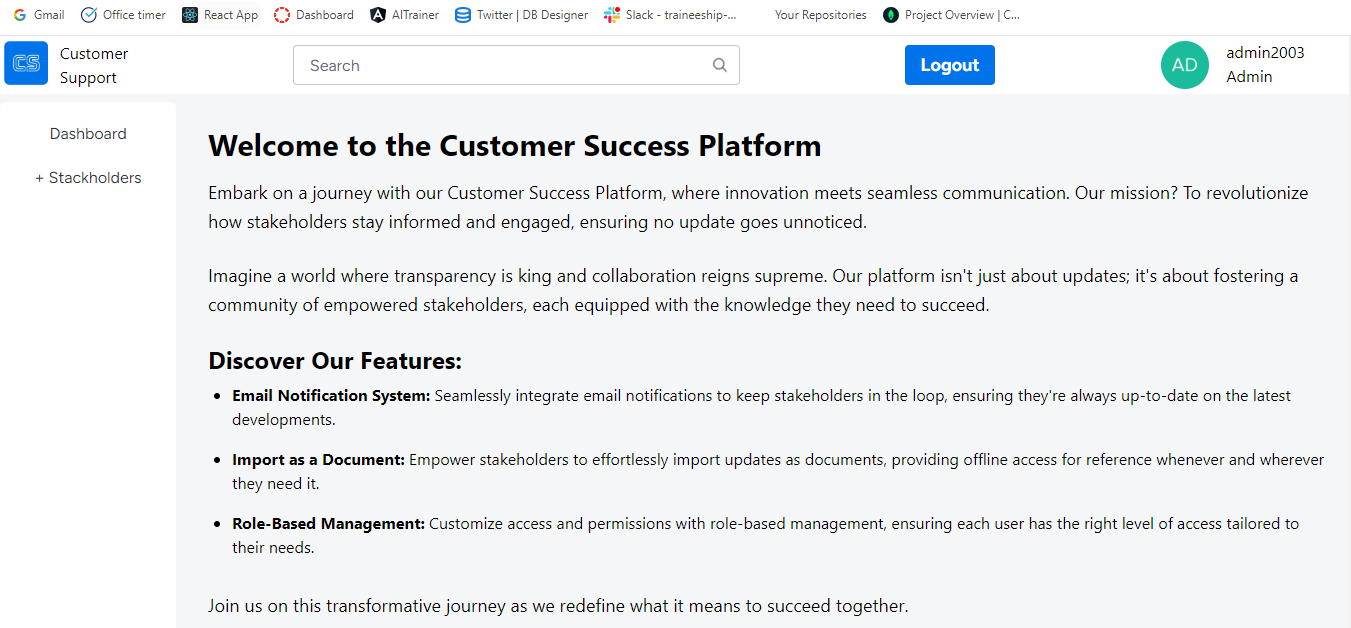 Gmail Office timer React App Dashboard AITrainer Twitter | DB Designer Slack - traineeship-... Your Repositories Project Overview | C...
CS
Customer
Support
Search
Logout
AD
admin2003
Admin
Dashboard
+ Stackholders
Welcome to the Customer Success Platform
Embark on a journey with our Customer Success Platform, where innovation meets seamless communication. Our mission? To revolutionize
how stakeholders stay informed and engaged, ensuring no update goes unnoticed.
Imagine a world where transparency is king and collaboration reigns supreme. Our platform isn't just about updates; it's about fostering a
community of empowered stakeholders, each equipped with the knowledge they need to succeed.
Discover Our Features:
• Email Notification System: Seamlessly integrate email notifications to keep stakeholders in the loop, ensuring they're always up-to-date on the latest
developments.
• Import as a Document: Empower stakeholders to effortlessly import updates as documents, providing offline access for reference whenever and wherever
they need it.
• Role-Based Management: Customize access and permissions with role-based management, ensuring each user has the right level of access tailored to
their needs.
Join us on this transformative journey as we redefine what it means to succeed together.